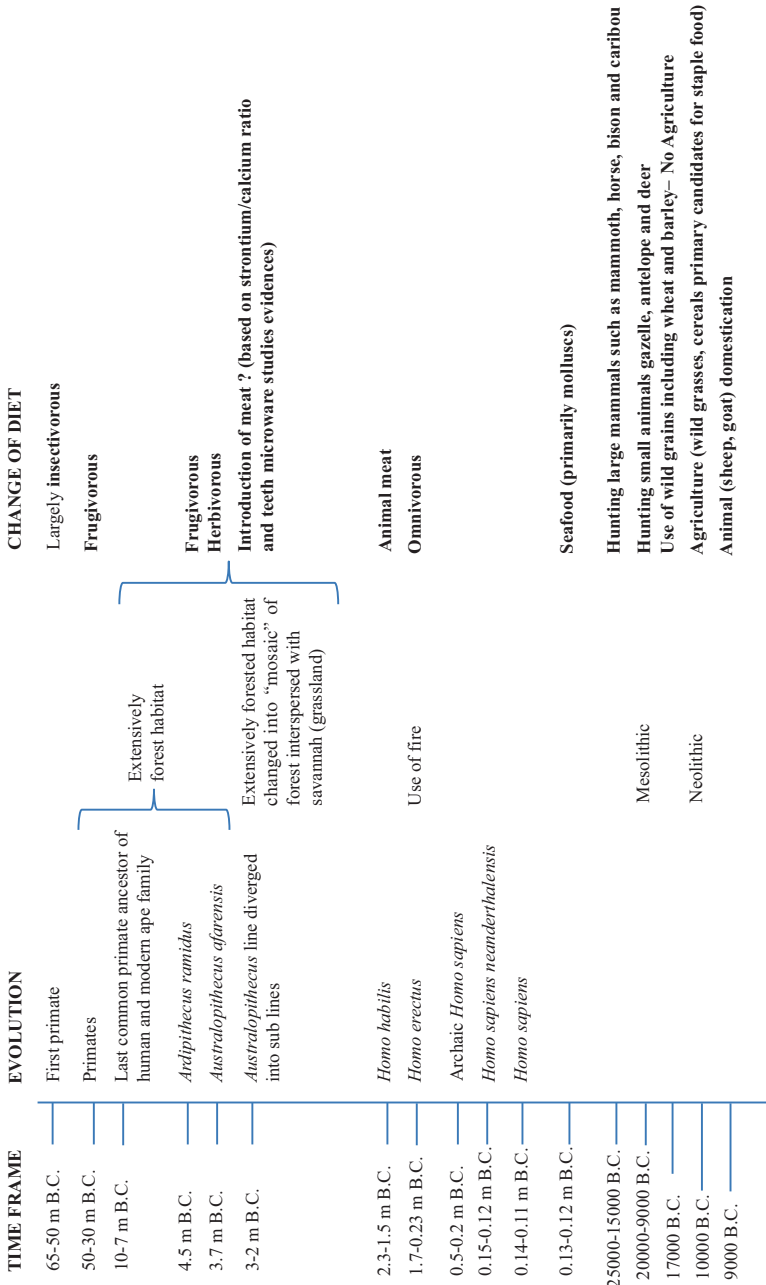 TIME FRAME EVOLUTION CHANGE OF DIET
65-50 m B.C. First primate Largely insectivorous
50-30 m B.C. Primates Frugivorous
10-7 m B.C. Last common primate ancestor of
human and modern ape family
Extensively
forest habitat
4.5 m B.C. Ardipithecus ramidus Frugivorous
3.7 m B.C. Australopithecus afarensis Herbivorous
3-2 m B.C. Australopithecus line diverged
into sub lines
Extensively forested habitat
changed into “mosaic” of
forest interspersed with
savannah (grassland)
Introduction of meat ? (based on strontium/calcium ratio
and teeth microware studies evidences)
2.3-1.5 m B.C. Homo habilis Animal meat
1.7-0.23 m B.C. Homo erectus Use of fire Omnivorous
0.5-0.2 m B.C. Archaic Homo sapiens
0.15-0.12 m B.C. Homo sapiens neanderthalensis
0.14-0.11 m B.C. Homo sapiens
0.13-0.12 m B.C. Seafood (primarily molluscs)
25000-15000 B.C. Hunting large mammals such as mammoth, horse, bison and caribou
20000-9000 B.C. Mesolithic Hunting small animals gazelle, antelope and deer
17000 B.C. Use of wild grains including wheat and barley– No Agriculture
10000 B.C. Neolithic Agriculture (wild grasses, cereals primary candidates for staple food)
9000 B.C. Animal (sheep, goat) domestication